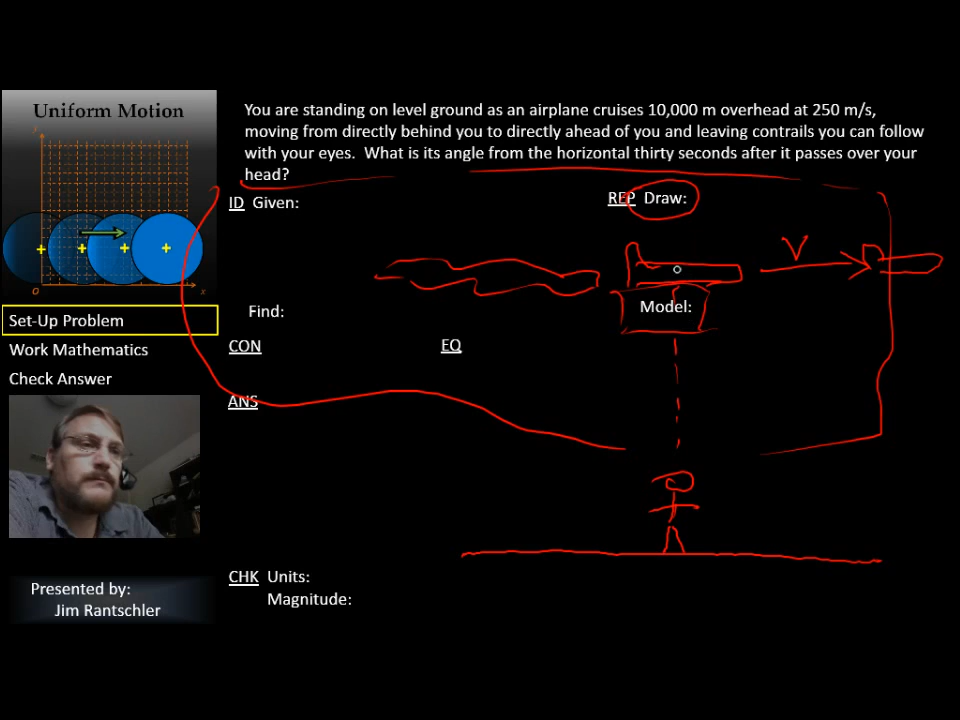 Uniform Motion
y
o
x
Set-Up Problem
Work Mathematics
Check Answer
Presented by:
Jim Rantschler
You are standing on level ground as an airplane cruises 10,000 m overhead at 250 m/s,
moving from directly behind you to directly ahead of you and leaving contrails you can follow
with your eyes.  What is its angle from the horizontal thirty seconds after it passes over your
head?
ID Given:
REP Draw:
V
Find:
Model:
CON
EQ
ANS
CHK Units:
Magnitude: